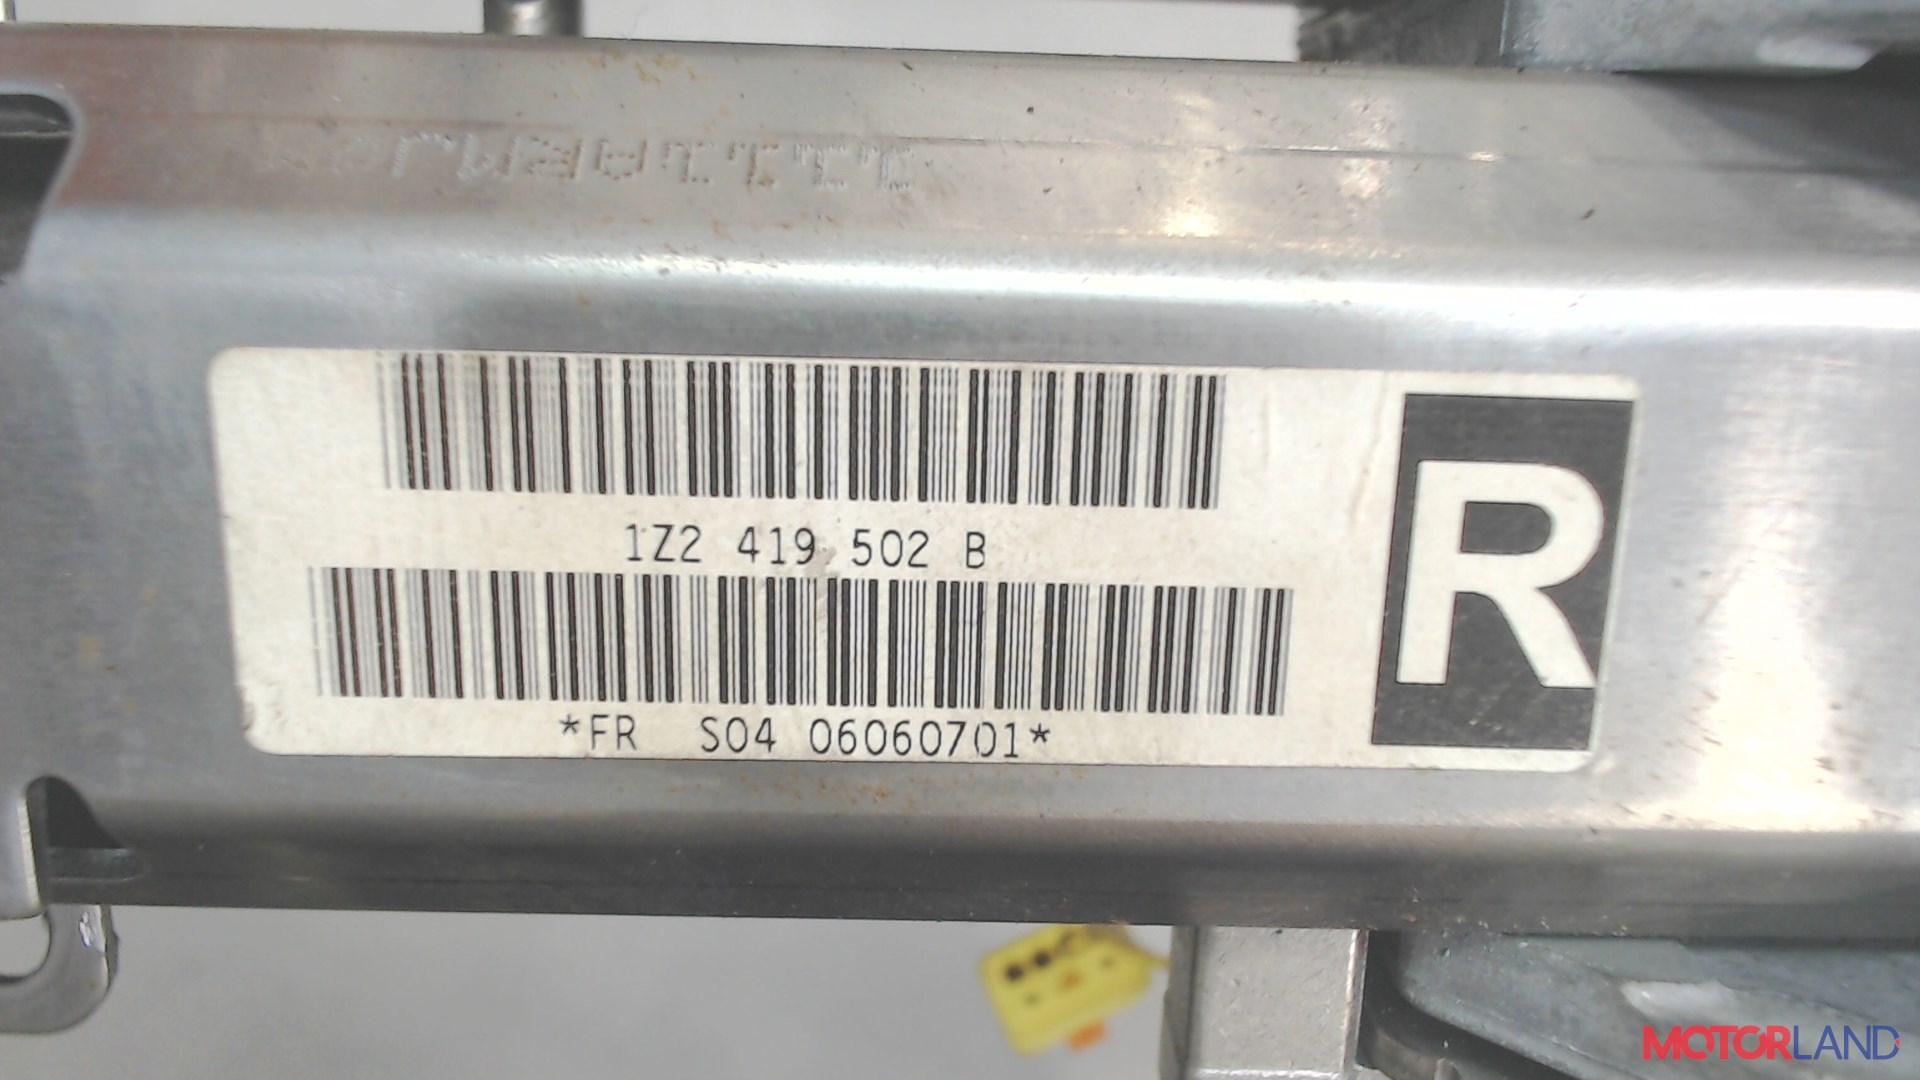 1Z2 419 502 B
*FR S04 06060701*
R
MOTORLAND